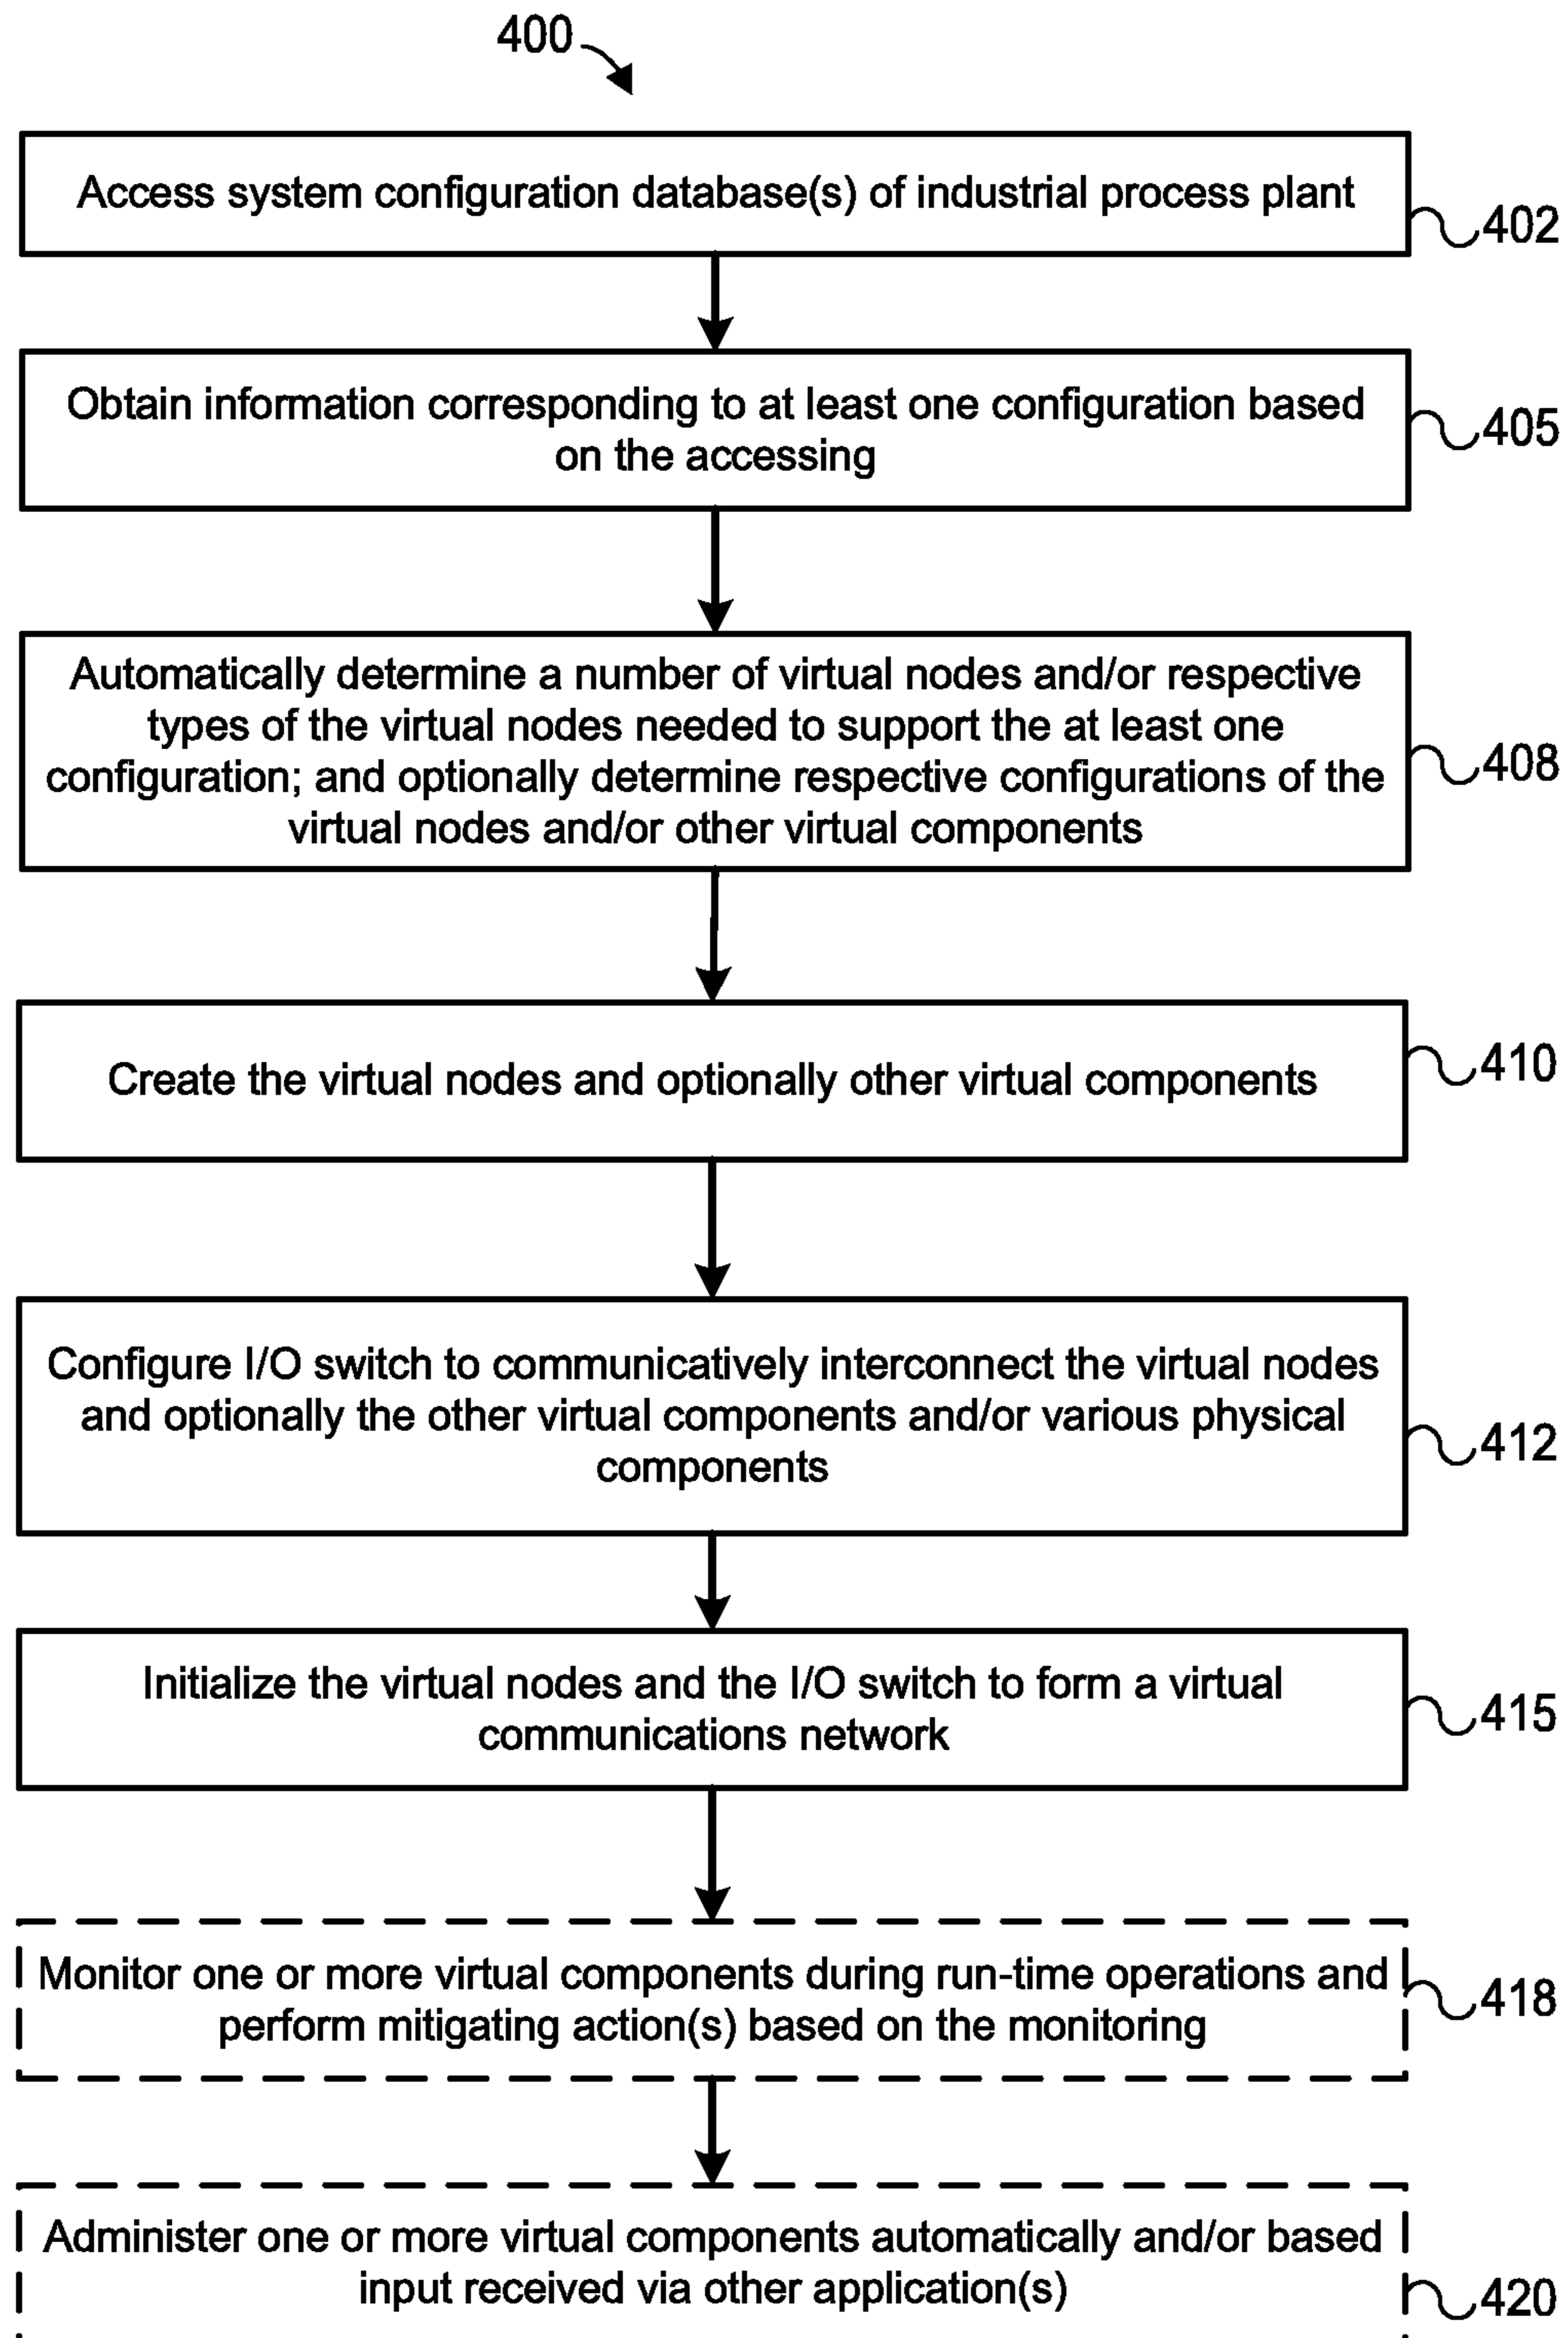 400
Access system configuration database(s) of industrial process plant
402
Obtain information corresponding to at least one configuration based
on the accessing
405
Automatically determine a number of virtual nodes and/or respective
types of the virtual nodes needed to support the at least one
configuration; and optionally determine respective configurations of the
virtual nodes and/or other virtual components
408
Create the virtual nodes and optionally other virtual components
410
Configure I/O switch to communicatively interconnect the virtual nodes
and optionally the other virtual components and/or various physical
components
412
Initialize the virtual nodes and the I/O switch to form a virtual
communications network
415
Monitor one or more virtual components during run-time operations and
perform mitigating action(s) based on the monitoring
418
Administer one or more virtual components automatically and/or based
input received via other application(s)
420